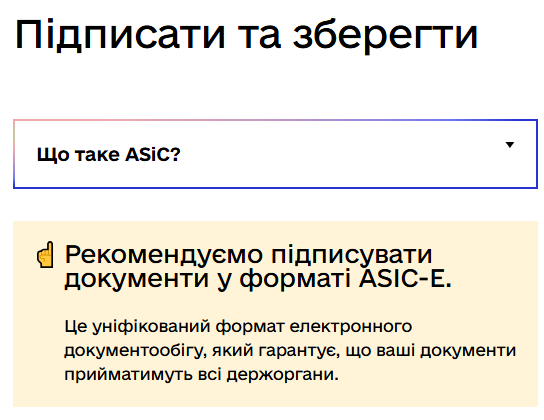 Підписати та зберегти
Що таке ASiC?
☝ Рекомендуємо підписувати
документи у форматі ASIC-E.
Це уніфікований формат електронного
документообігу, який гарантує, що ваші документи
прийматимуть всі держоргани.